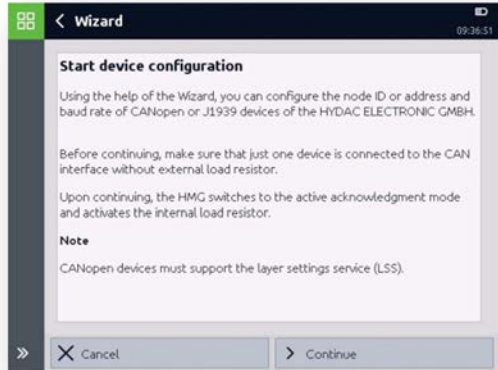 Wizard
09:36:51
Start device configuration
Using the help of the Wizard, you can configure the node ID or address and
baud rate of CANopen or J1939 devices of the HYDAC ELECTRONIC GMBH.
Before continuing, make sure that just one device is connected to the CAN
interface without external load resistor.
Upon continuing, the HMG switches to the active acknowledgment mode
and activates the internal load resistor.
Note
CANopen devices must support the layer settings service (LSS).
Cancel
Continue